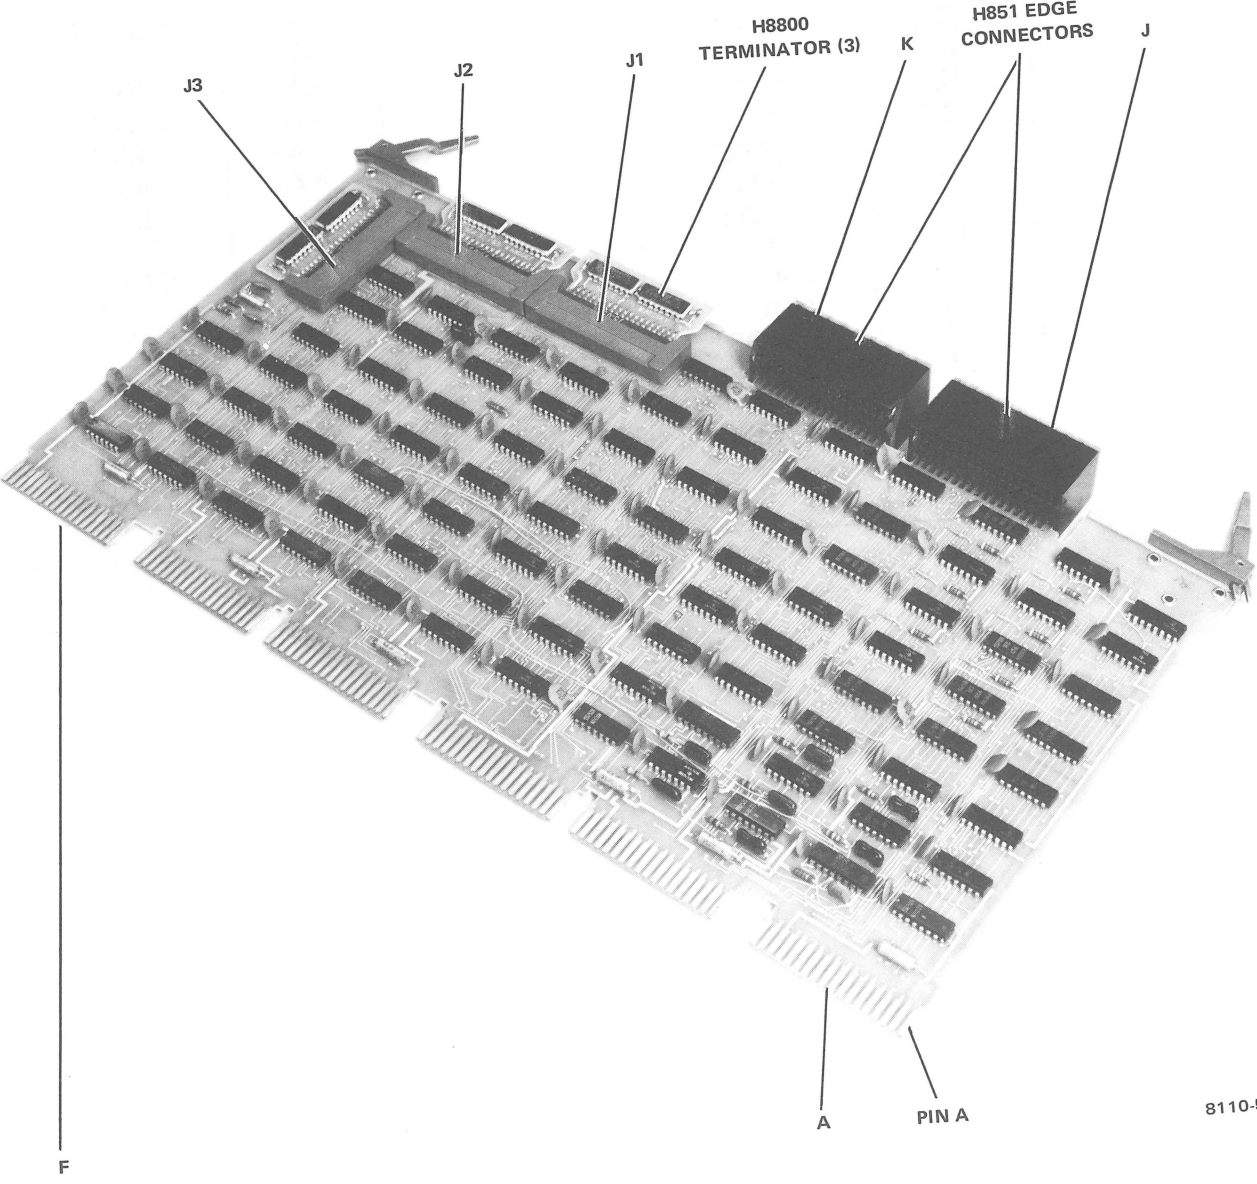 H8800
TERMINATOR (3)
K
H851 EDGE
CONNECTORS
J
J3
J2
J1
A
PIN A
F